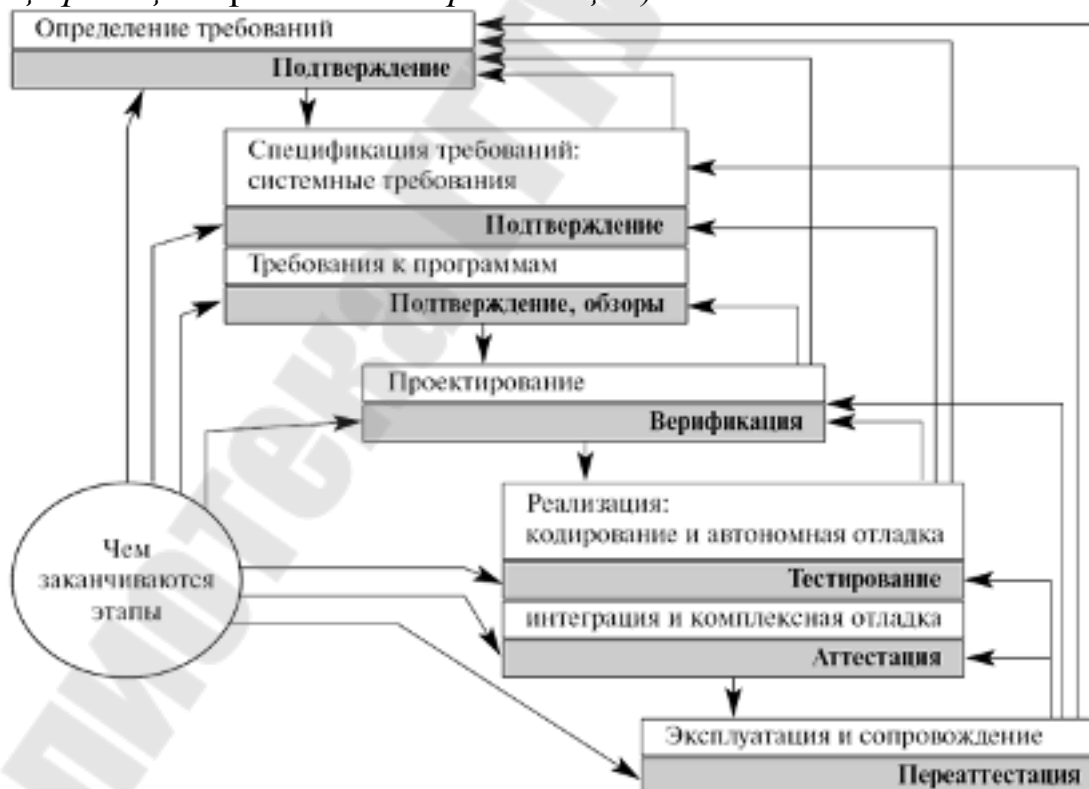 Определение требований
Подтверждение
Спецификация требований:
системные требования
Подтверждение
Требования к программам
Подтверждение, обзоры
Проектирование
Верификация
Реализация:
кодирование и автономная отладка
Тестирование
интеграция и комплексная отладка
Аттестация
Чем
заканчиваются
этапы
Эксплуатация и сопровождение
Переаттестация